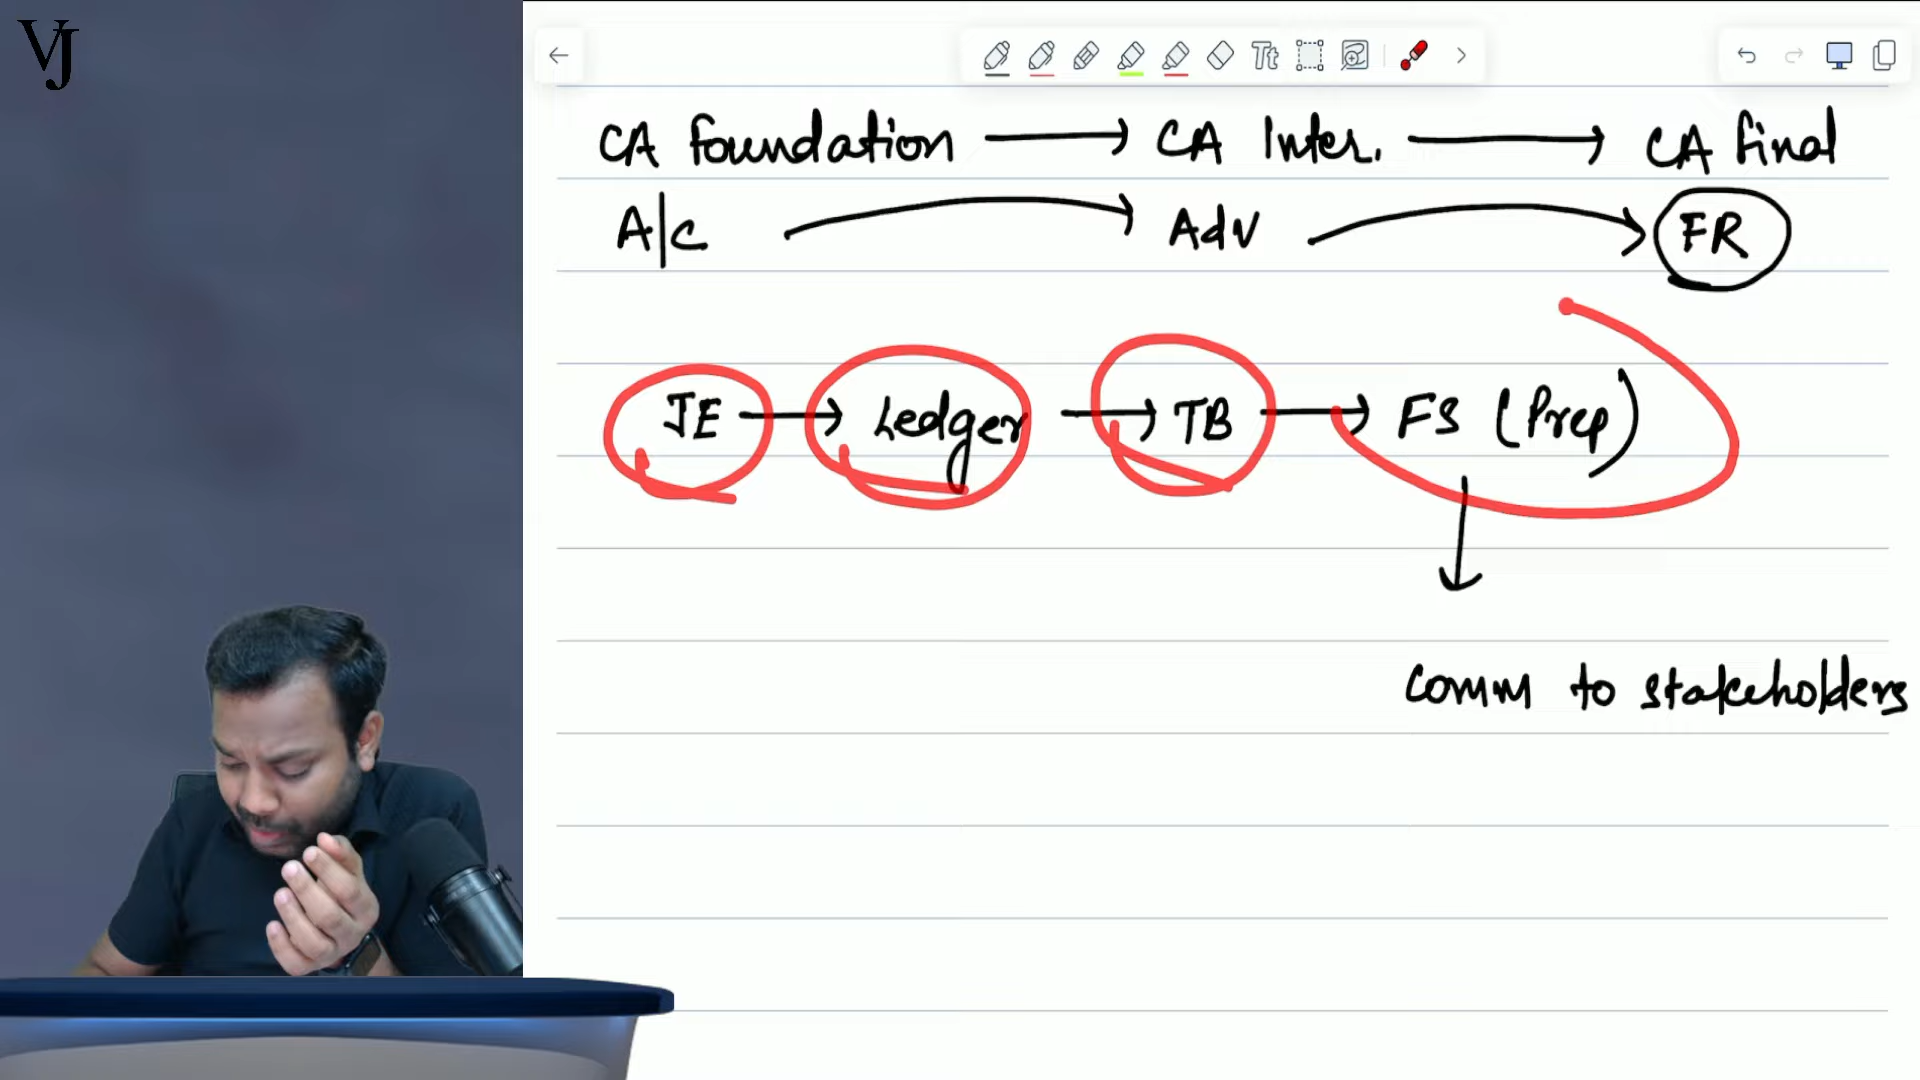 VJ
CA Foundation → CA Inter. → CA Final
A/C → Adv → FR
JE → Ledger → TB → FS (Prep)
Comm to stakeholders